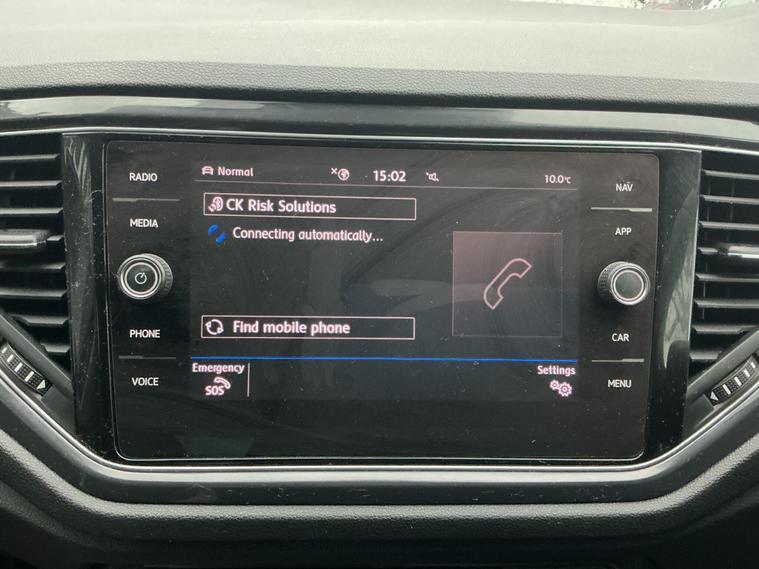 RADIO
MEDIA
PHONE
VOICE
Normal
15:02
10.0°C
CK Risk Solutions
Connecting automatically...
Find mobile phone
Emergency
SOS
Settings
NAV
APP
CAR
MENU